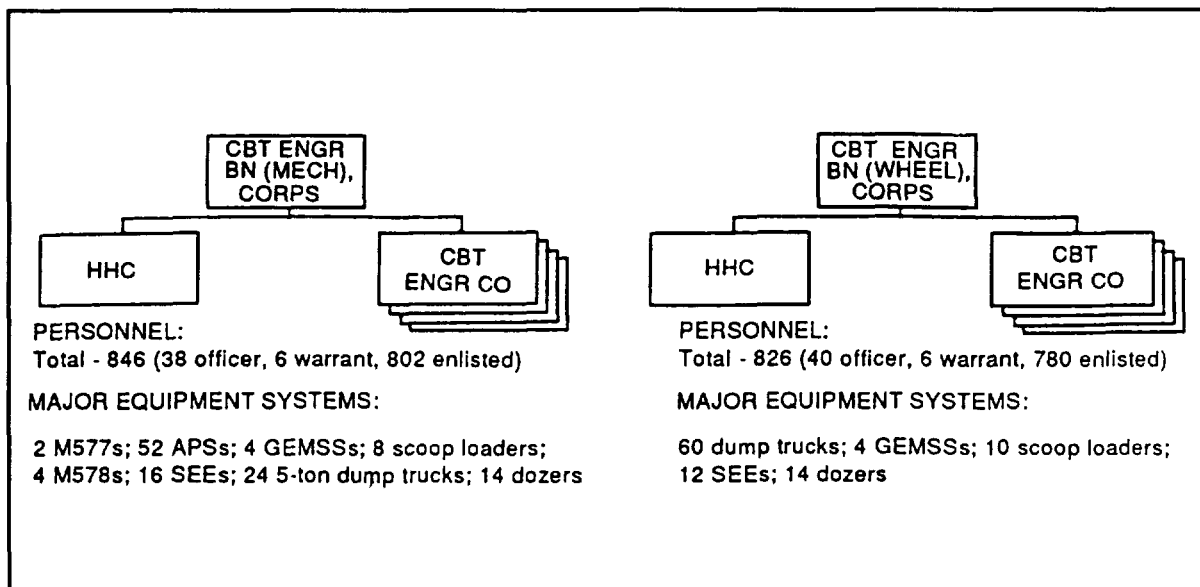 CBT ENGR
BN (MECH),
CORPS
HHC
CBT
ENGR CO
PERSONNEL:
Total - 846 (38 officer, 6 warrant, 802 enlisted)
MAJOR EQUIPMENT SYSTEMS:
2 M577s; 52 APSs; 4 GEMSSs; 8 scoop loaders;
4 M578s; 16 SEEs; 24 5-ton dump trucks; 14 dozers
CBT ENGR
BN (WHEEL),
CORPS
HHC
CBT
ENGR CO
PERSONNEL:
Total - 826 (40 officer, 6 warrant, 780 enlisted)
MAJOR EQUIPMENT SYSTEMS:
60 dump trucks; 4 GEMSSs; 10 scoop loaders;
12 SEEs; 14 dozers